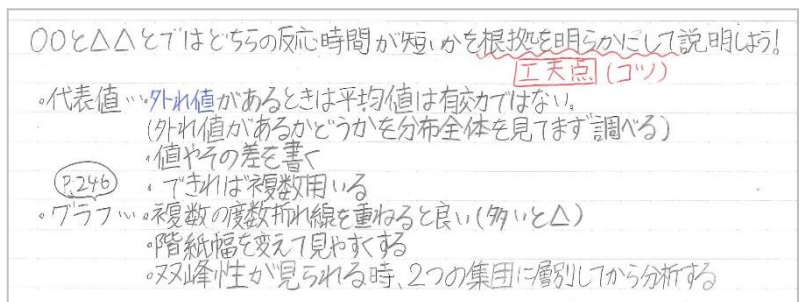 〇〇と△△とではどちらの反応時間が短いかを根拠を明らかにして説明しよう!
工夫点(コツ)
・代表値…外れ値があるときは平均値は有効ではない。
(外れ値があるかどうかを分布全体を見てまず調べる)
・値やその差を書く
P.246 ・できれば複数用いる
・グラフ…・複数の度数折れ線を重ねると良い(多いと△)
・階紙幅を変えて見やすくする
・双峰性が見られる時、2つの集団に層別してから分析する